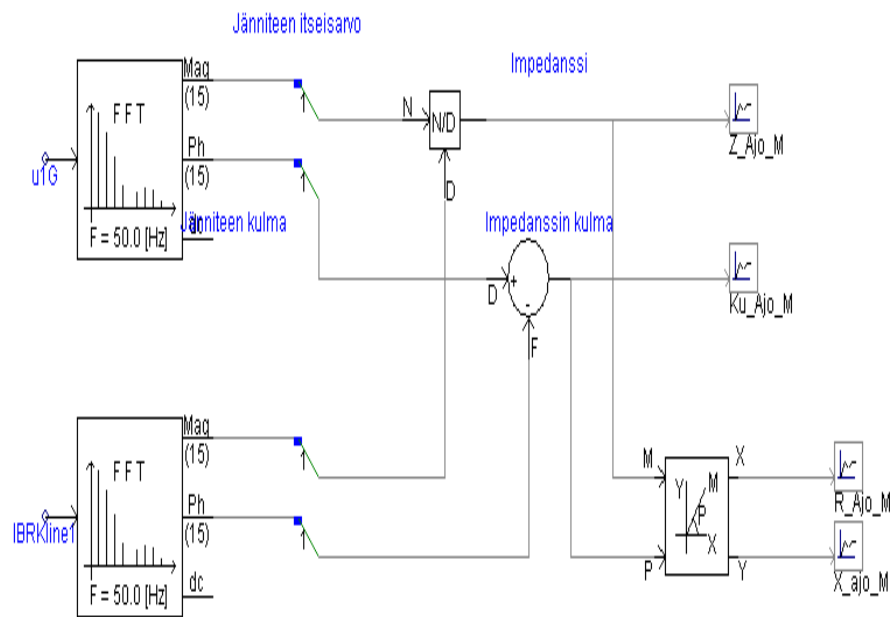 Jänniteen itseisarvo
Impedanssi
Mag
(15)
F F T
Ph
(15)
dc
F = 50.0 [Hz]
u1G
Jänniteen kulma
N
N/D
D
Z_Ajo_M
Impedanssin kulma
D
+
-
F
Ku_Ajo_M
Mag
(15)
F F T
Ph
(15)
dc
F = 50.0 [Hz]
IBRKline1
M
P
Y
M
P
X
X
Y
R_Ajo_M
X_ajo_M